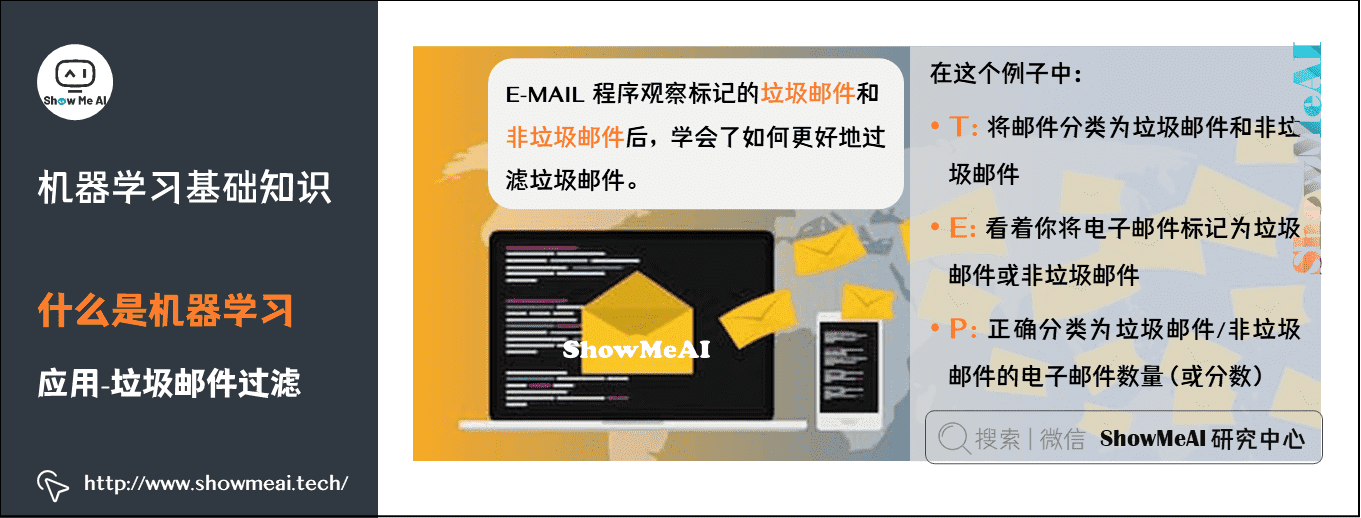 Show Me AI
机器学习基础知识
什么是机器学习
应用-垃圾邮件过滤
http://www.showmeai.tech/
E-MAIL 程序观察标记的垃圾邮件和
非垃圾邮件后，学会了如何更好地过
滤垃圾邮件。
ShowMeAI
在这个例子中：
• T: 将邮件分类为垃圾邮件和非垃
圾邮件
• E: 看着你将电子邮件标记为垃圾
邮件或非垃圾邮件
• P: 正确分类为垃圾邮件/非垃圾
邮件的电子邮件数量（或分数）
ShowMeAI
搜索 | 微信 ShowMeAI 研究中心